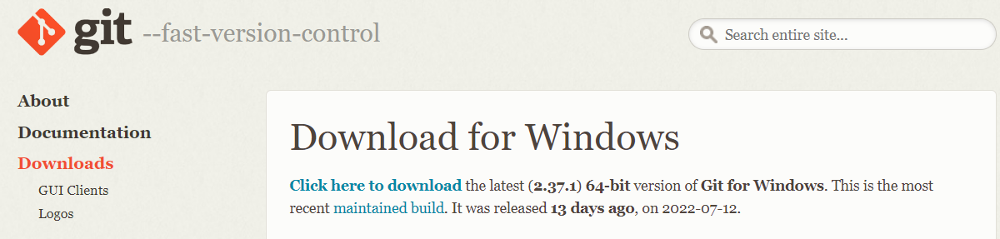 git --fast-version-control
Search entire site...
About
Documentation
Downloads
GUI Clients
Logos
Download for Windows
Click here to download the latest (2.37.1) 64-bit version of Git for Windows. This is the most
recent maintained build. It was released 13 days ago, on 2022-07-12.